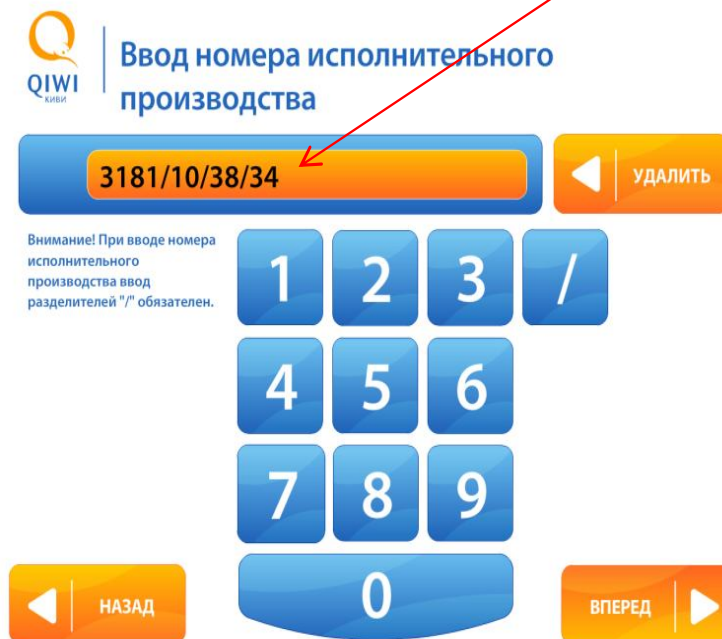 QIWI
киви
Ввод номера исполнительного
производства
3181/10/38/34
УДАЛИТЬ
Внимание! При вводе номера
исполнительного
производства ввод
разделителей "/" обязателен.
1 2 3 /
4 5 6
7 8 9
НАЗАД
0
ВПЕРЕД